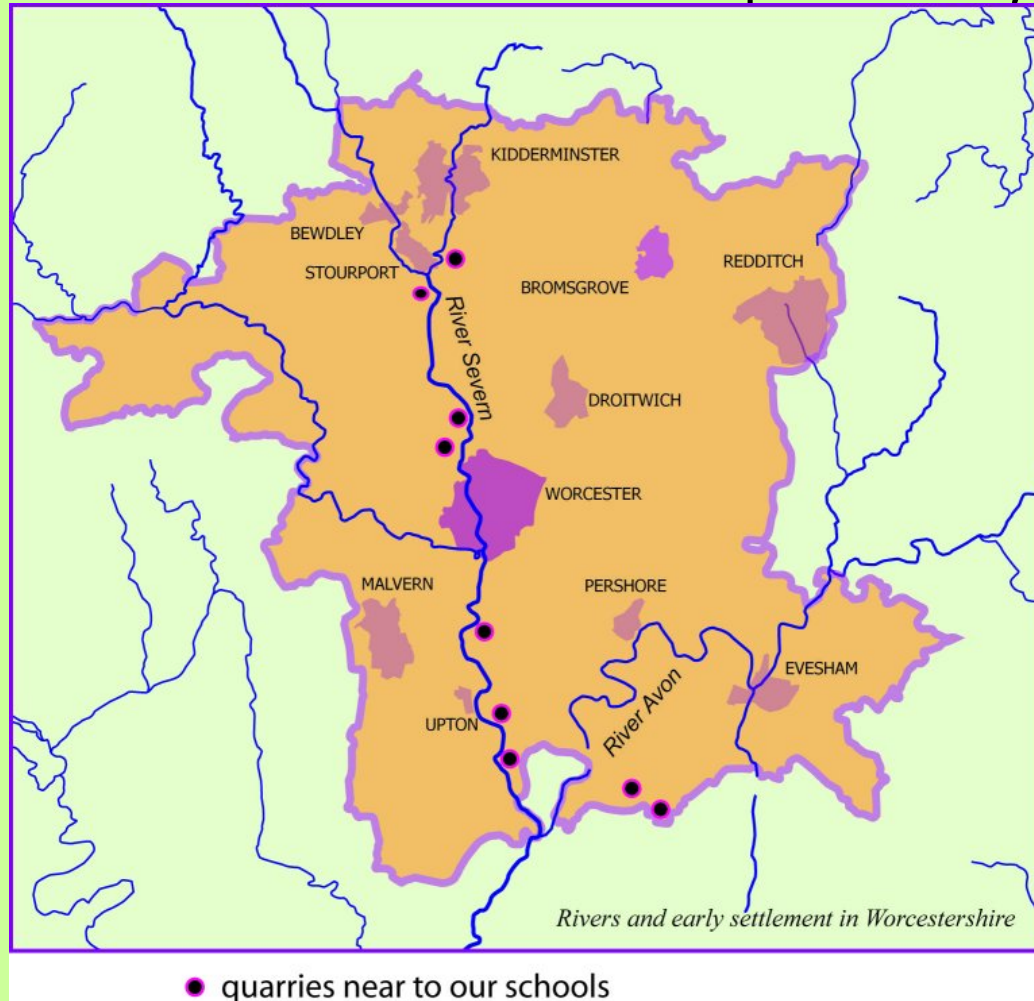 KIDDERMINSTER
BEWDLEY
STOURPORT
BROMSGROVE
REDDITCH
River Severn
DROITWICH
WORCESTER
MALVERN
PERSHORE
EVESHAM
UPTON
River Avon
Rivers and early settlement in Worcestershire
quarries near to our schools